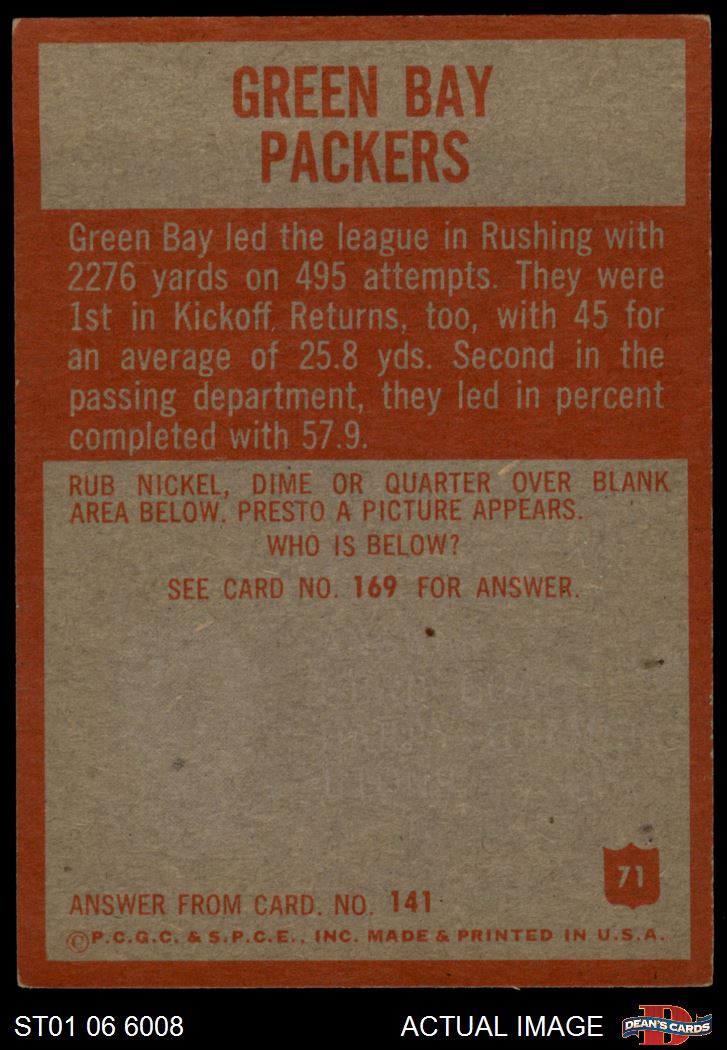 GREEN BAY
PACKERS
Green Bay led the league in Rushing with
2276 yards on 495 attempts. They were
1st in Kickoff Returns, too, with 45 for
an average of 25.8 yds. Second in the
passing department, they led in percent
completed with 57.9.
RUB NICKEL, DIME OR QUARTER OVER BLANK
AREA BELOW. PRESTO A PICTURE APPEARS.
WHO IS BELOW?
SEE CARD NO. 169 FOR ANSWER.
71
ANSWER FROM CARD. NO. 141
©P.C.G.C. & S.P.C.E., INC. MADE & PRINTED IN U.S.A.
ST01 06 6008
ACTUAL IMAGE
D
DEAN'S CARDS